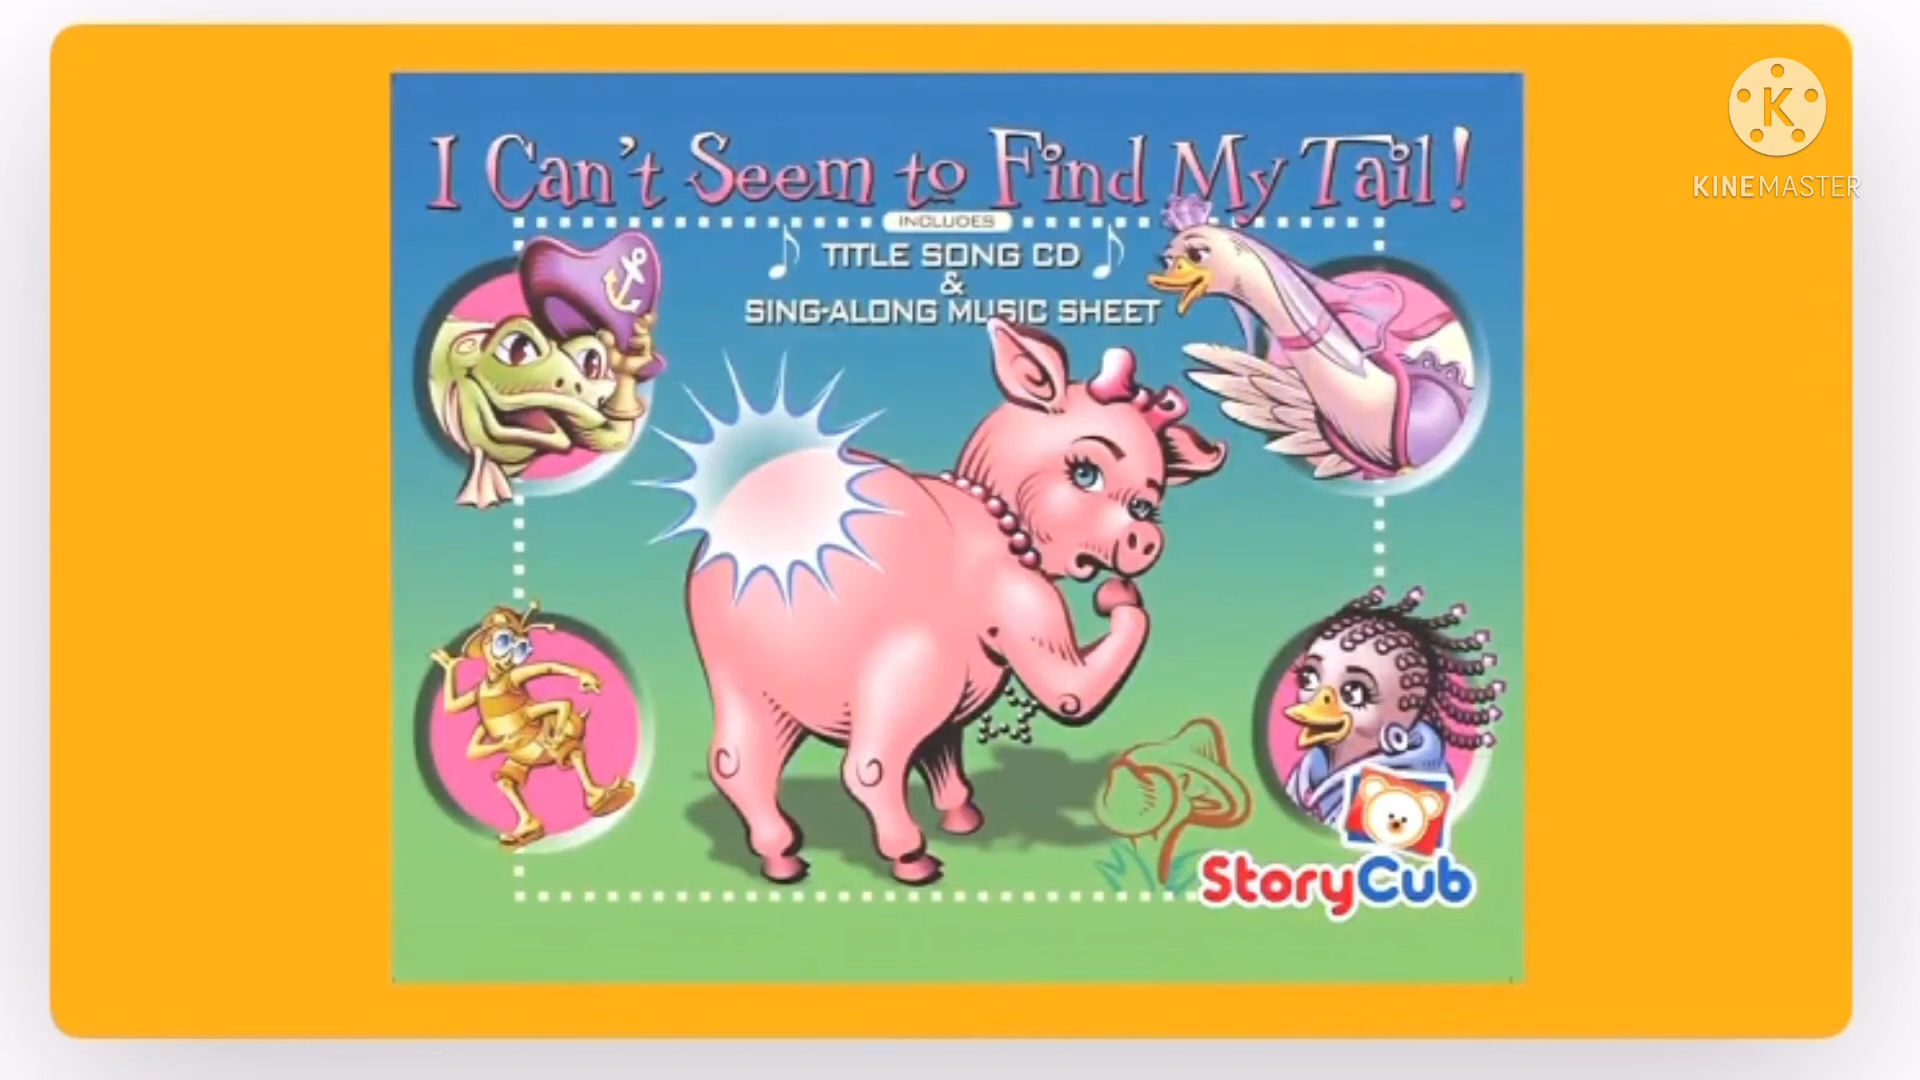 I Can't Seem to Find My Tail!
INCLUDES
TITLE SONG CD
&
SING-ALONG MUSIC SHEET
StoryCub
K
KINEMASTER